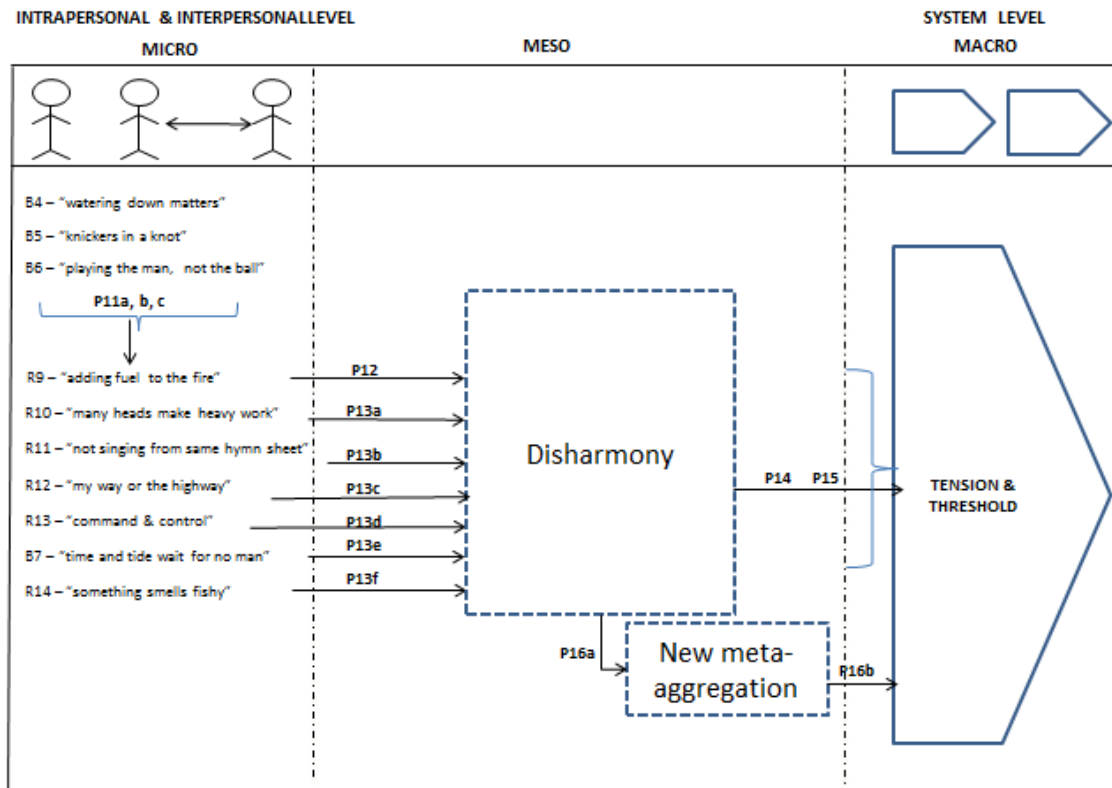 INTRAPERSONAL & INTERPERSONALLEVEL
SYSTEM LEVEL
MICRO
MESO
MACRO
B4 – “watering down matters”
B5 – “knickers in a knot”
B6 – “playing the man, not the ball”
P11a, b, c
R9 – “adding fuel to the fire”
P12
R10 – “many heads make heavy work”
P13a
R11 – “not singing from same hymn sheet”
P13b
R12 – “my way or the highway”
P13c
R13 – “command & control”
P13d
B7 – “time and tide wait for no man”
P13e
R14 – “something smells fishy”
P13f
Disharmony
P14 P15
TENSION &
THRESHOLD
P16a
New meta-
aggregation
P16b